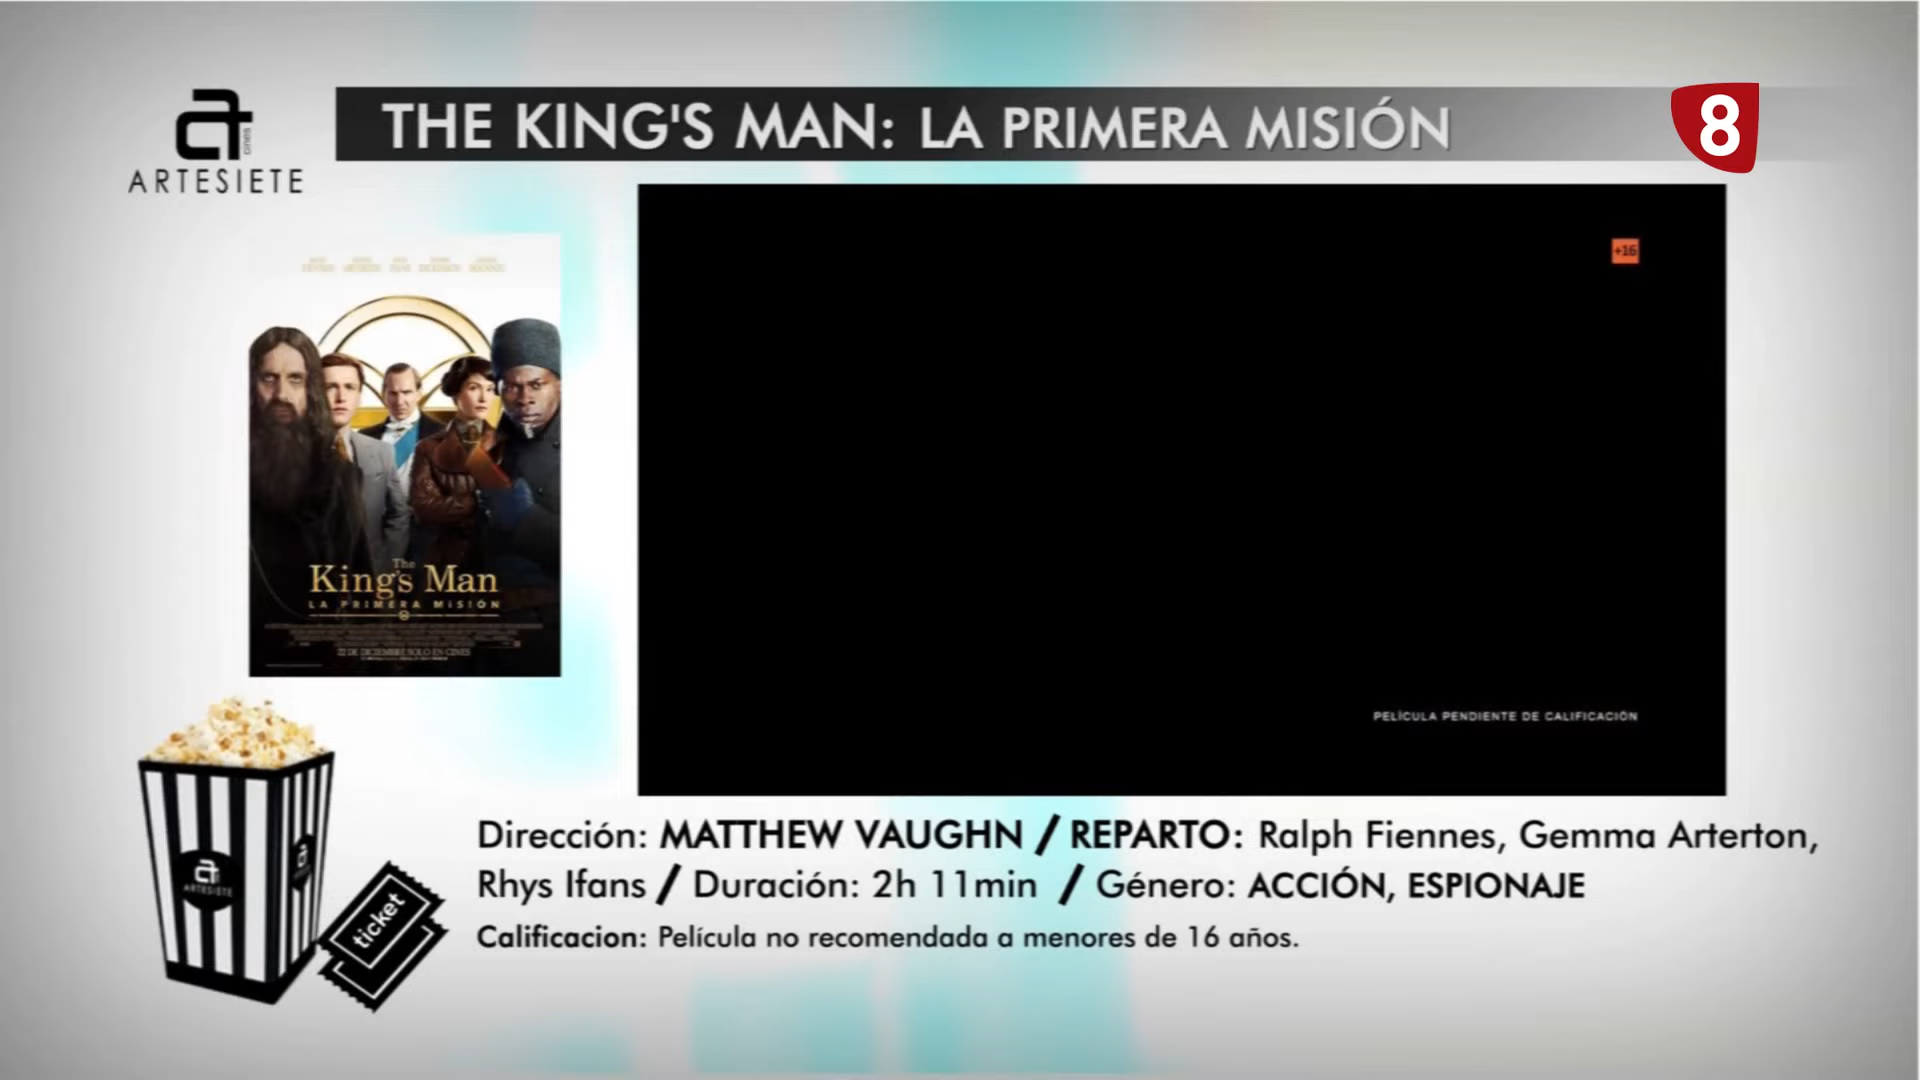 cines
ARTESIETE
THE KING'S MAN: LA PRIMERA MISIÓN
8
+16
The
King's Man
LA PRIMERA MISIÓN
22 DE DICIEMBRE SOLO EN CINES
PELÍCULA PENDIENTE DE CALIFICACIÓN
ARTESIETE
ticket
Dirección: MATTHEW VAUGHN / REPARTO: Ralph Fiennes, Gemma Arterton,
Rhys Ifans / Duración: 2h 11min / Género: ACCIÓN, ESPIONAJE
Calificacion: Película no recomendada a menores de 16 años.